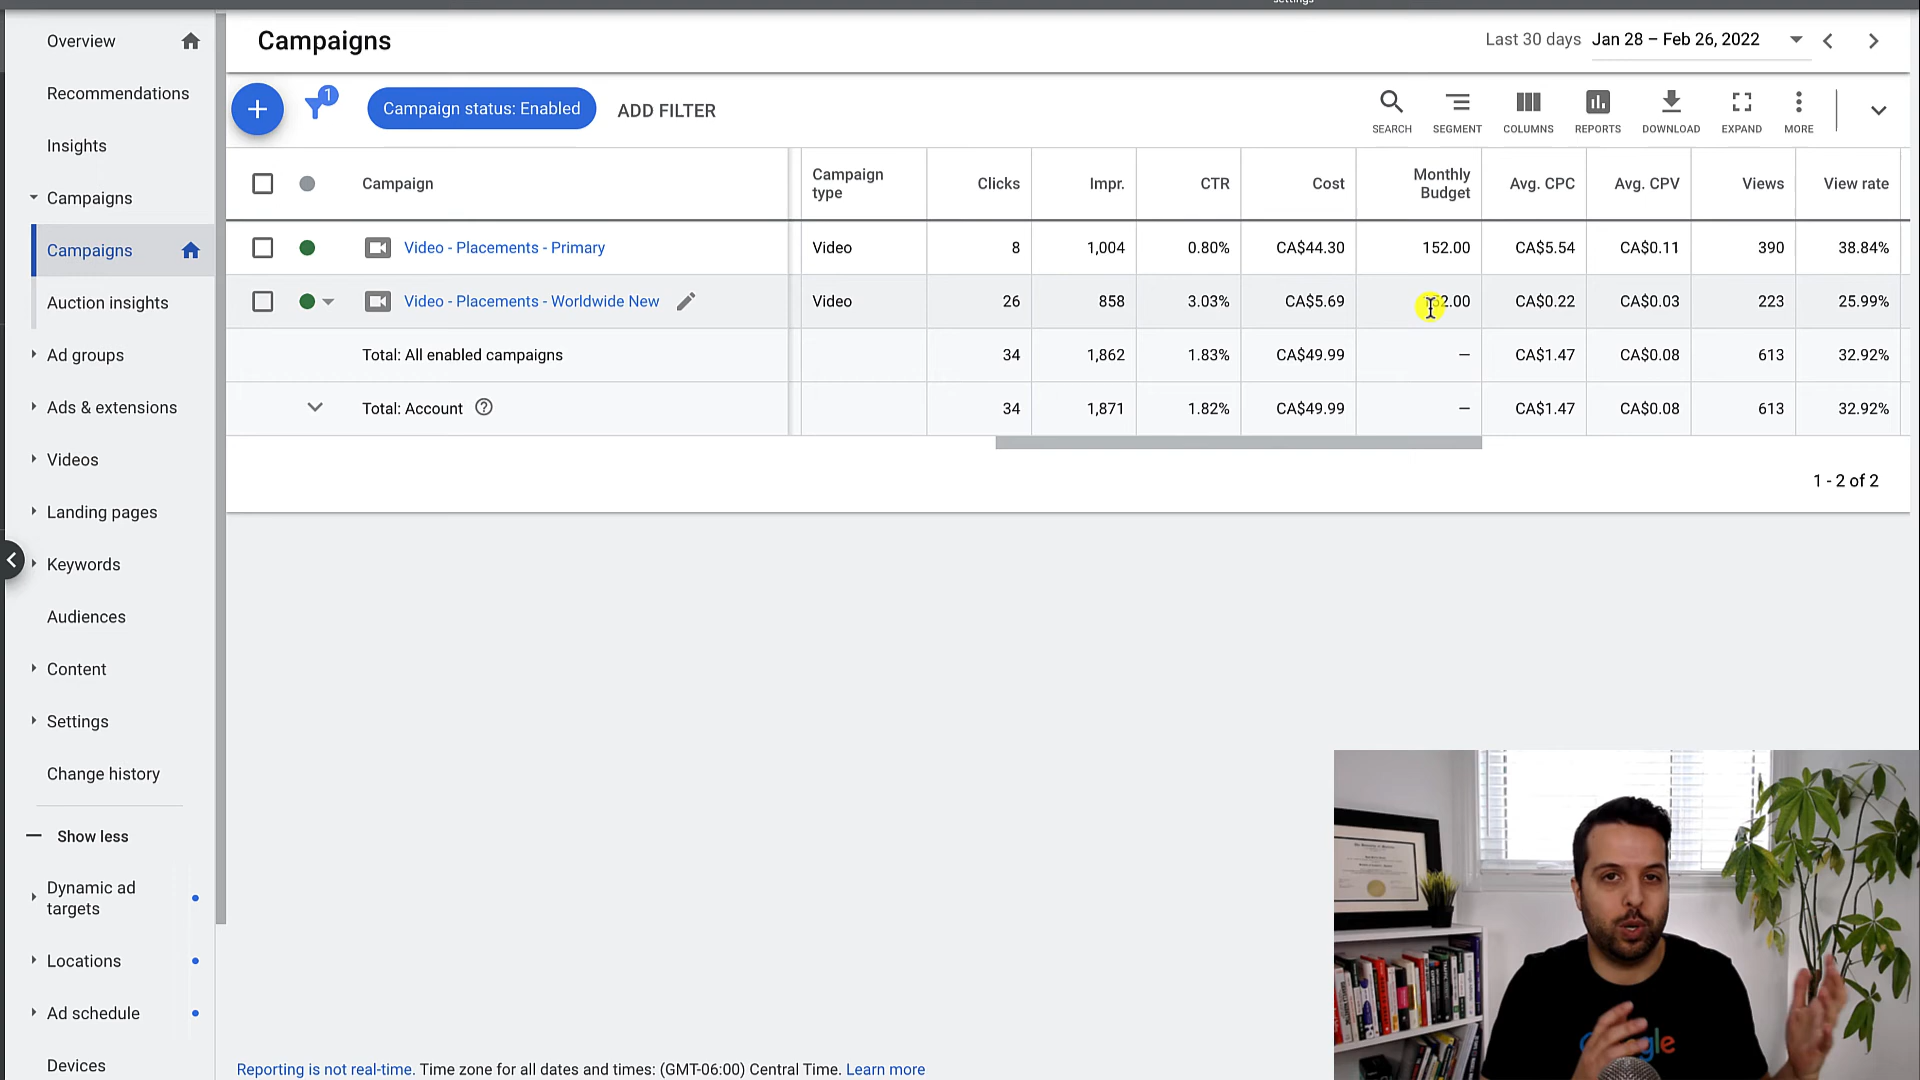 settings
Overview
Recommendations
Insights
Campaigns
Campaigns
Auction insights
Ad groups
Ads & extensions
Videos
Landing pages
Keywords
Audiences
Content
Settings
Change history
Show less
Dynamic ad
targets
Locations
Ad schedule
Devices
Campaigns
Last 30 days Jan 28 – Feb 26, 2022
1
Campaign status: Enabled ADD FILTER
SEARCH SEGMENT COLUMNS REPORTS DOWNLOAD EXPAND MORE
Campaign Campaign type Clicks Impr. CTR Cost Monthly Budget Avg. CPC Avg. CPV Views View rate
Video - Placements - Primary Video 8 1,004 0.80% CA$44.30 152.00 CA$5.54 CA$0.11 390 38.84%
Video - Placements - Worldwide New Video 26 858 3.03% CA$5.69 CA$0.22 CA$0.03 223 25.99%
Total: All enabled campaigns 34 1,862 1.83% CA$49.99 – CA$1.47 CA$0.08 613 32.92%
Total: Account 34 1,871 1.82% CA$49.99 – CA$1.47 CA$0.08 613 32.92%
1 - 2 of 2
Reporting is not real-time. Time zone for all dates and times: (GMT-06:00) Central Time. Learn more